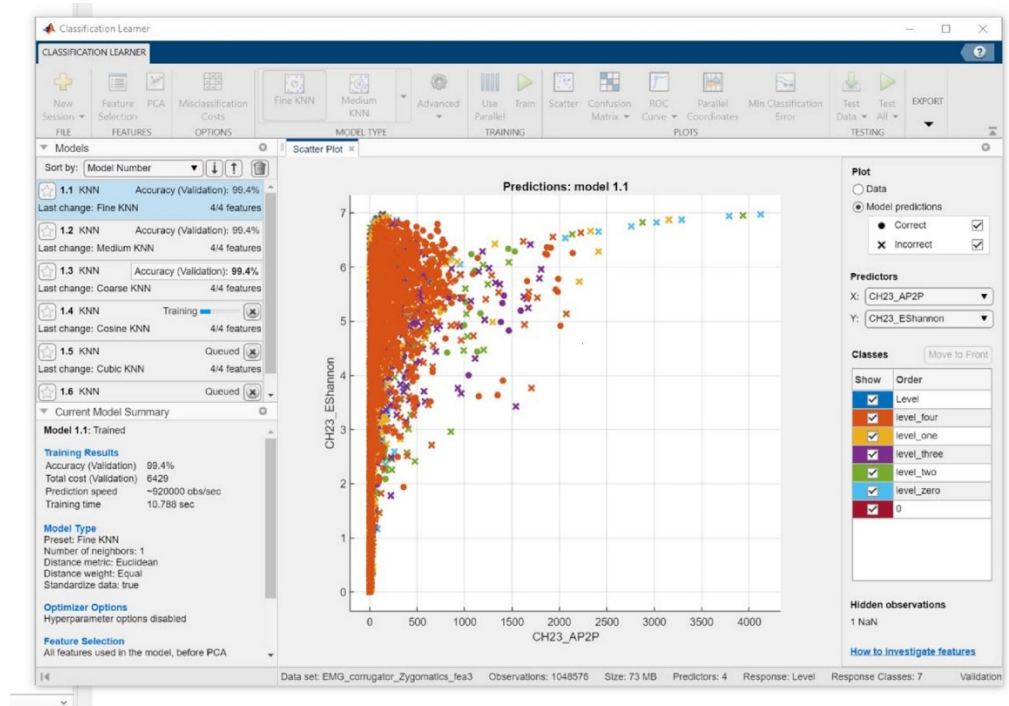 Classification Learner
CLASSIFICATION LEARNER
New Session
Feature Selection
PCA
Misclassification Costs
Fine KNN
Medium KNN
Advanced
Use Parallel
Train
Scatter
Confusion Matrix
ROC Curve
Parallel Coordinates
Min Classification Error
Test Data
Test All
EXPORT
FILE
FEATURES
OPTIONS
MODEL TYPE
TRAINING
PLOTS
TESTING
Models
Sort by: Model Number
1.1 KNN Accuracy (Validation): 99.4%
Last change: Fine KNN 4/4 features
1.2 KNN Accuracy (Validation): 99.4%
Last change: Medium KNN 4/4 features
1.3 KNN Accuracy (Validation): 99.4%
Last change: Coarse KNN 4/4 features
1.4 KNN Training
Last change: Cosine KNN 4/4 features
1.5 KNN Queued
Last change: Cubic KNN 4/4 features
1.6 KNN Queued
Current Model Summary
Model 1.1: Trained
Training Results
Accuracy (Validation) 99.4%
Total cost (Validation) 6429
Prediction speed ~920000 obs/sec
Training time 10.788 sec
Model Type
Preset: Fine KNN
Number of neighbors: 1
Distance metric: Euclidean
Distance weight: Equal
Standardize data: true
Optimizer Options
Hyperparameter options disabled
Feature Selection
All features used in the model, before PCA
Scatter Plot
Predictions: model 1.1
7
6
5
4
3
2
1
0
CH23_EShannon
0 500 1000 1500 2000 2500 3000 3500 4000
CH23_AP2P
Plot
Data
Model predictions
Correct
Incorrect
Predictors
X: CH23_AP2P
Y: CH23_EShannon
Classes Move to Front
Show Order
Level
level_four
level_one
level_three
level_two
level_zero
0
Hidden observations
1 NaN
How to investigate features
Data set: EMG_corrugator_Zygomatics_fea3 Observations: 1048576 Size: 73 MB Predictors: 4 Response: Level Response Classes: 7 Validation